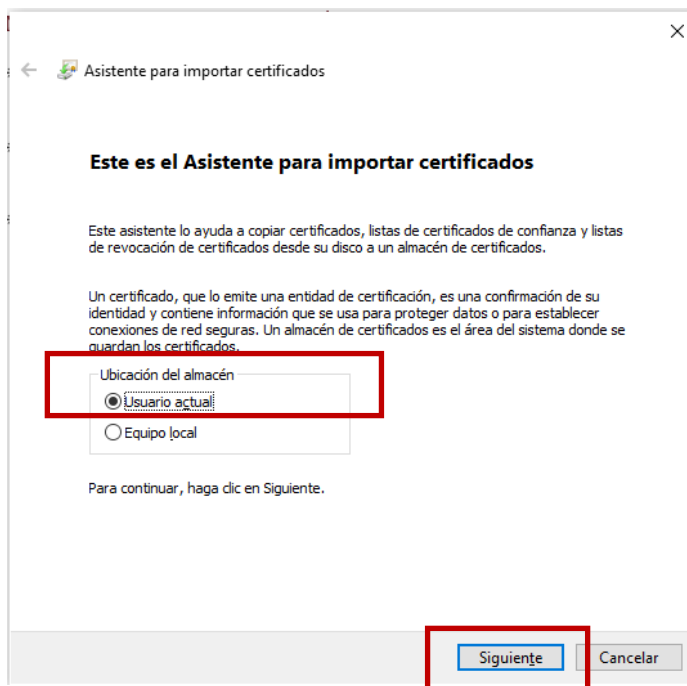 Asistente para importar certificados
Este es el Asistente para importar certificados
Este asistente lo ayuda a copiar certificados, listas de certificados de confianza y listas
de revocación de certificados desde su disco a un almacén de certificados.
Un certificado, que lo emite una entidad de certificación, es una confirmación de su
identidad y contiene información que se usa para proteger datos o para establecer
conexiones de red seguras. Un almacén de certificados es el área del sistema donde se
guardan los certificados.
Ubicación del almacén
Usuario actual
Equipo local
Para continuar, haga clic en Siguiente.
Siguiente
Cancelar